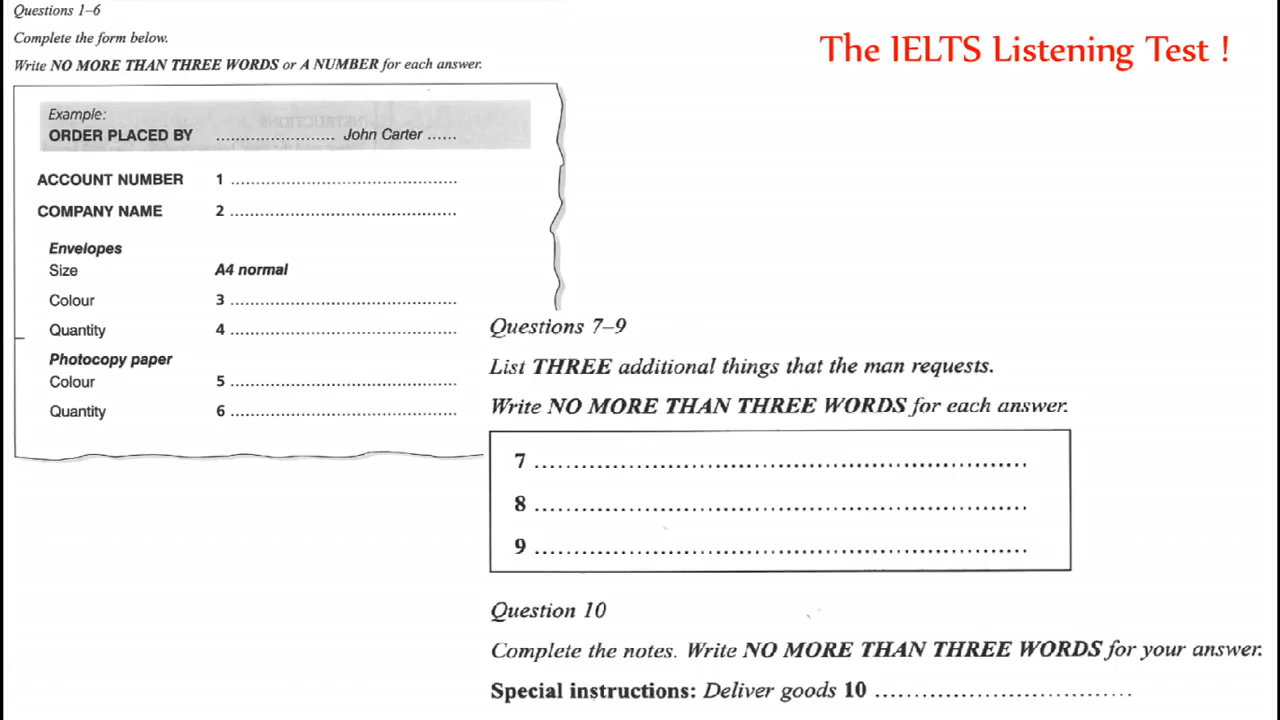 Questions 1–6
Complete the form below.
Write NO MORE THAN THREE WORDS or A NUMBER for each answer.
The IELTS Listening Test !
Example:
ORDER PLACED BY ........................ John Carter ......
ACCOUNT NUMBER 1 .............................................
COMPANY NAME 2 .............................................
Envelopes
Size A4 normal
Colour 3 .............................................
Quantity 4 .............................................
Photocopy paper
Colour 5 .............................................
Quantity 6 .............................................
Questions 7–9
List THREE additional things that the man requests.
Write NO MORE THAN THREE WORDS for each answer.
7 ......................................................................
8 ......................................................................
9 ......................................................................
Question 10
Complete the notes. Write NO MORE THAN THREE WORDS for your answer.
Special instructions: Deliver goods 10 .................................